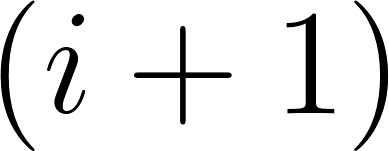 (i + 1)